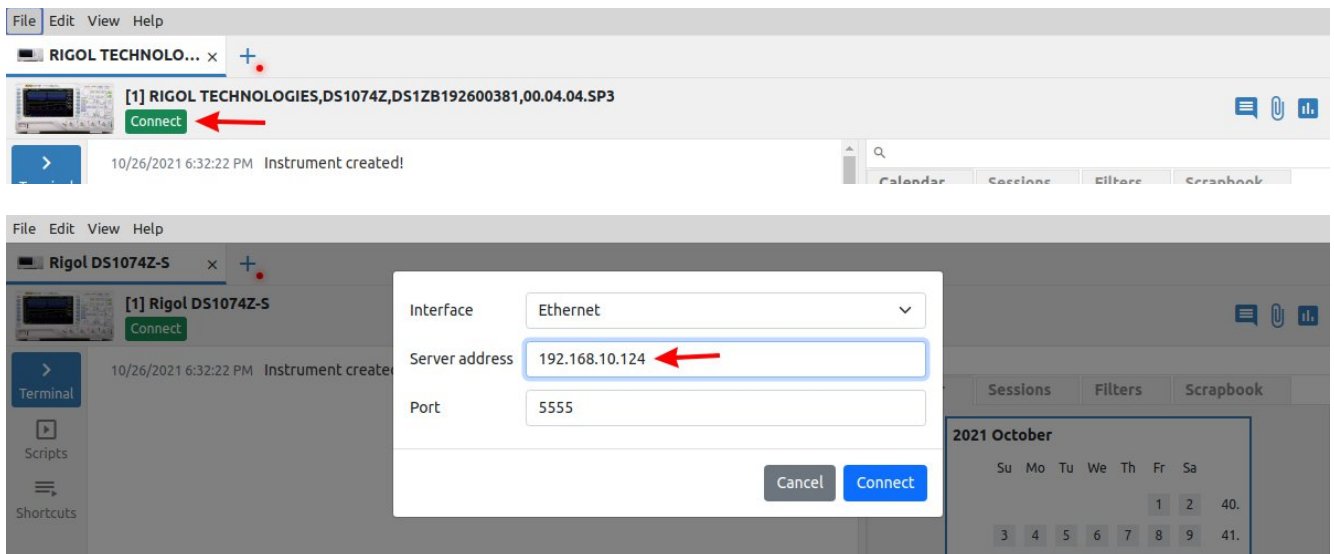 File Edit View Help
RIGOL TECHNOLO... × +
[1] RIGOL TECHNOLOGIES,DS1074Z,DS1ZB192600381,00.04.04.SP3
Connect
10/26/2021 6:32:22 PM Instrument created!
Terminal
Calendar Sessions Filters Scrapbook
File Edit View Help
Rigol DS1074Z-S × +
[1] Rigol DS1074Z-S
Connect
10/26/2021 6:32:22 PM Instrument create
Terminal
Scripts
Shortcuts
Interface Ethernet
Server address 192.168.10.124
Port 5555
Cancel Connect
Sessions Filters Scrapbook
2021 October
Su Mo Tu We Th Fr Sa
1 2 40.
3 4 5 6 7 8 9 41.